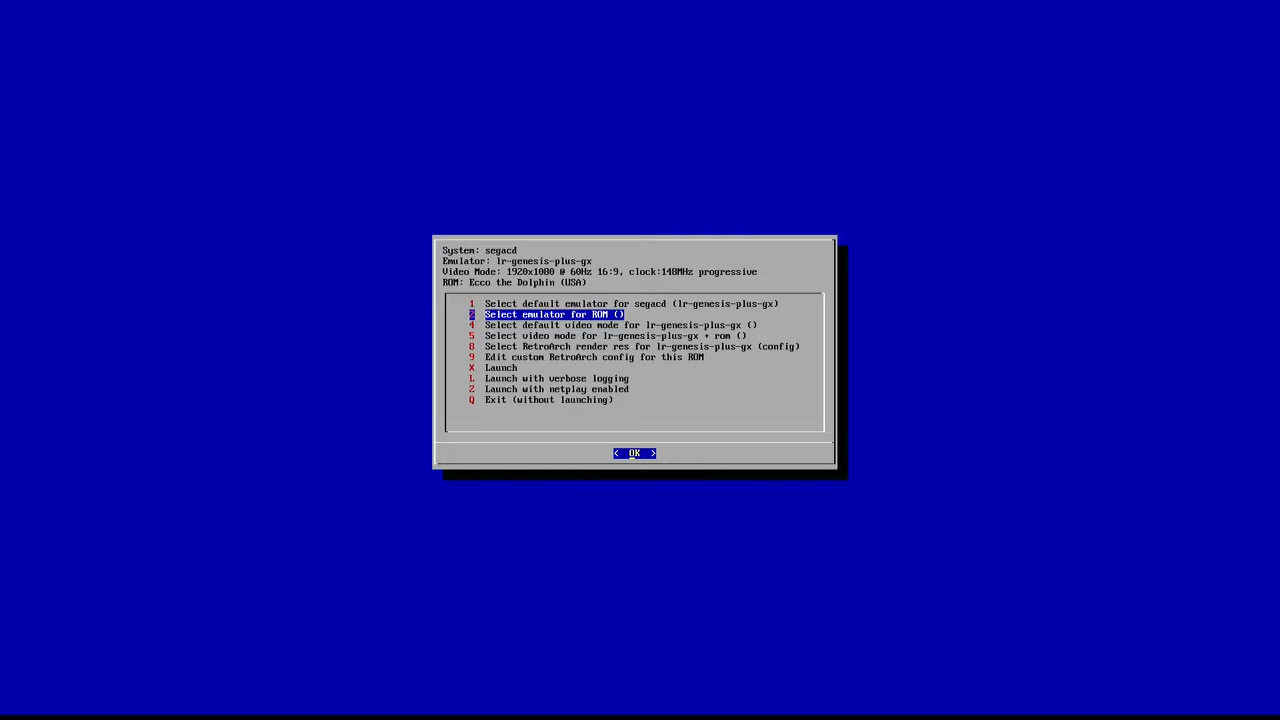 System: segacd
Emulator: lr-genesis-plus-gx
Video Mode: 1920x1080 @ 60Hz 16:9, clock:148MHz progressive
ROM: Ecco the Dolphin (USA)
1 Select default emulator for segacd (lr-genesis-plus-gx)
2 Select emulator for ROM ()
4 Select default video mode for lr-genesis-plus-gx ()
5 Select video mode for lr-genesis-plus-gx + rom ()
8 Select RetroArch render res for lr-genesis-plus-gx (config)
9 Edit custom RetroArch config for this ROM
X Launch
L Launch with verbose logging
Z Launch with netplay enabled
Q Exit (without launching)
< OK >